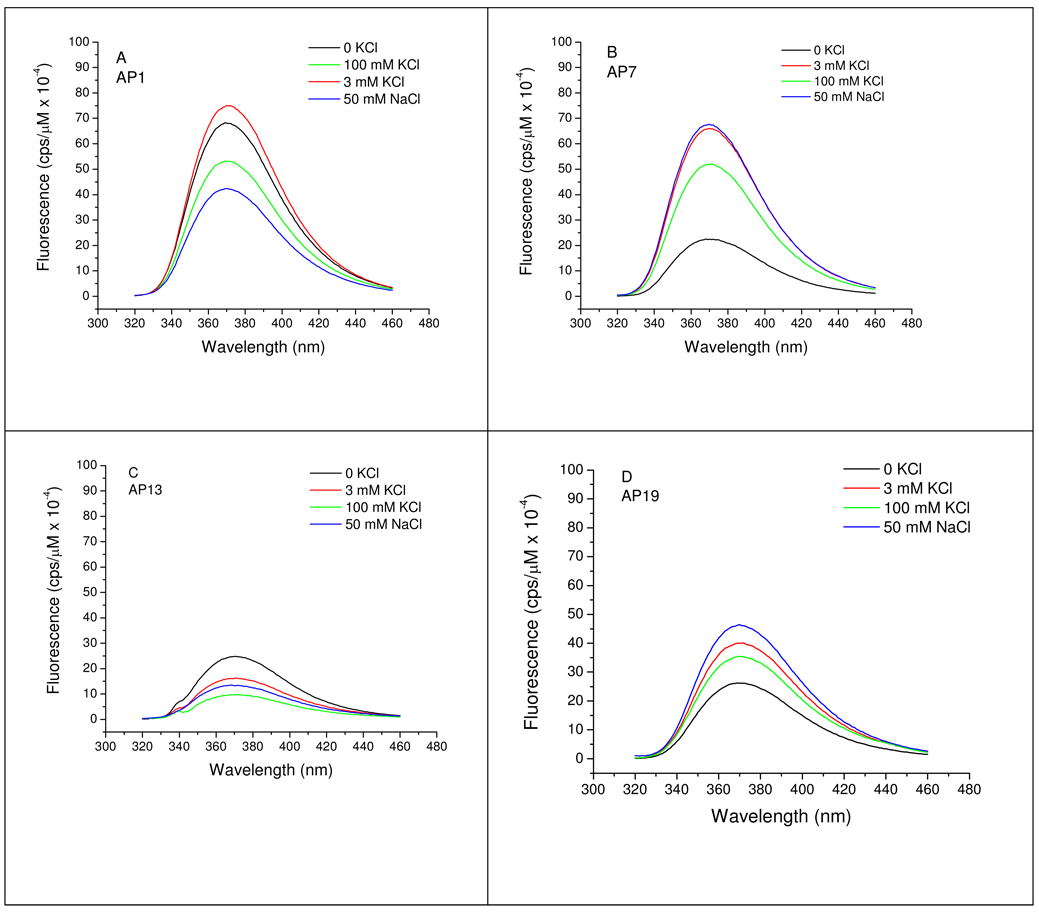 A
AP1
0 KCl
100 mM KCl
3 mM KCl
50 mM NaCl
Fluorescence (cps/μM x 10⁻⁴)
100
90
80
70
60
50
40
30
20
10
0
300 320 340 360 380 400 420 440 460 480
Wavelength (nm)
B
AP7
0 KCl
3 mM KCl
100 mM KCl
50 mM NaCl
Fluorescence (cps/μM x 10⁻⁴)
100
90
80
70
60
50
40
30
20
10
0
300 320 340 360 380 400 420 440 460 480
Wavelength (nm)
C
AP13
0 KCl
3 mM KCl
100 mM KCl
50 mM NaCl
Fluorescence (cps/μM x 10⁻⁴)
100
90
80
70
60
50
40
30
20
10
0
300 320 340 360 380 400 420 440 460 480
Wavelength (nm)
D
AP19
0 KCl
3 mM KCl
100 mM KCl
50 mM NaCl
Fluorescence (cps/μM x 10⁻⁴)
100
90
80
70
60
50
40
30
20
10
0
300 320 340 360 380 400 420 440 460 480
Wavelength (nm)